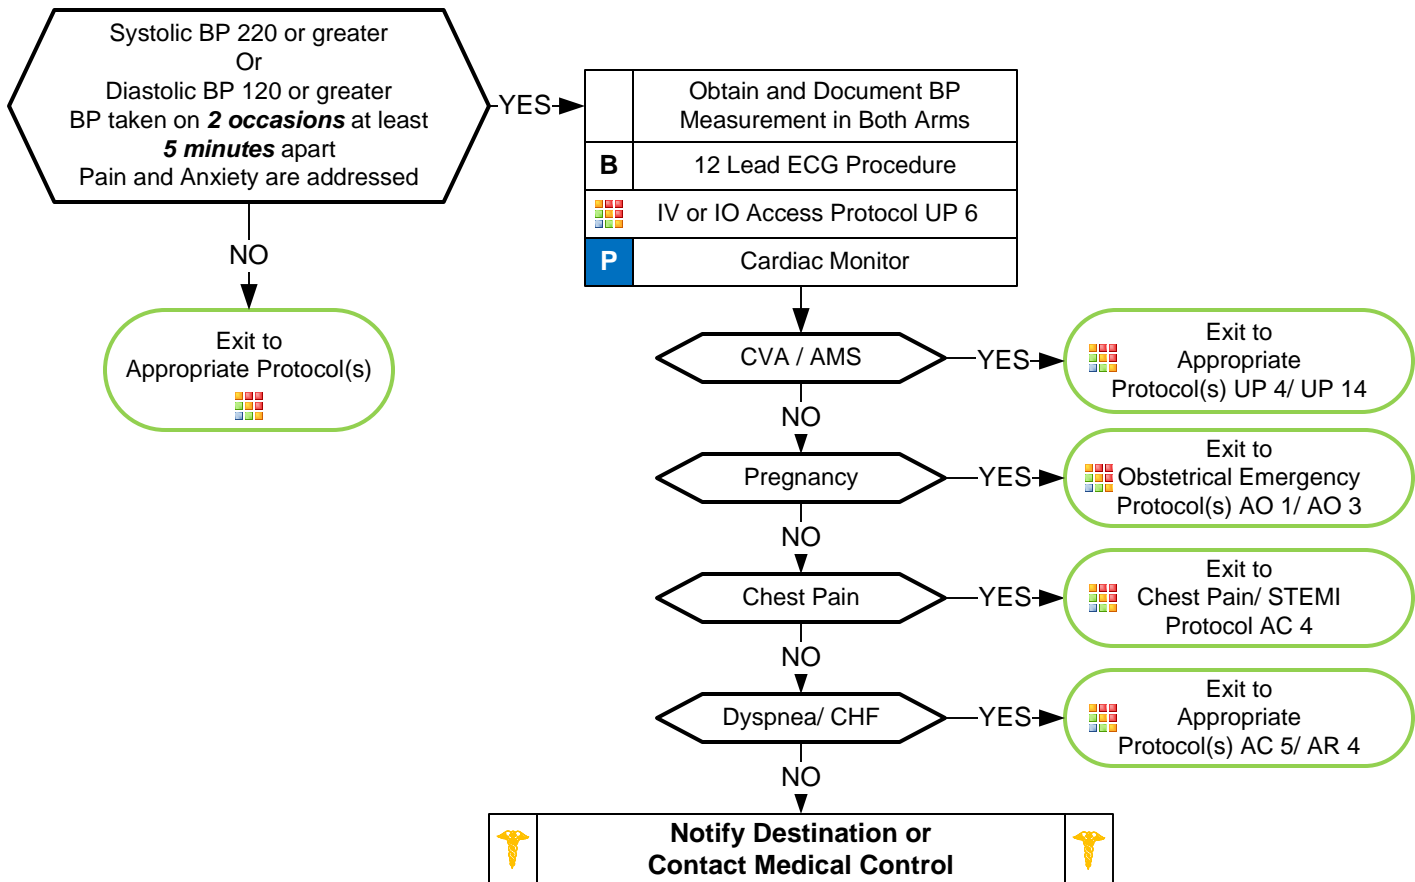 Systolic BP 220 or greater
Or
Diastolic BP 120 or greater
BP taken on 2 occasions at least
5 minutes apart
Pain and Anxiety are addressed
YES
NO
Exit to
Appropriate Protocol(s)
Obtain and Document BP
Measurement in Both Arms
B 12 Lead ECG Procedure
IV or IO Access Protocol UP 6
P Cardiac Monitor
CVA / AMS
YES
Exit to
Appropriate
Protocol(s) UP 4/ UP 14
NO
Pregnancy
YES
Exit to
Obstetrical Emergency
Protocol(s) AO 1/ AO 3
NO
Chest Pain
YES
Exit to
Chest Pain/ STEMI
Protocol AC 4
NO
Dyspnea/ CHF
YES
Exit to
Appropriate
Protocol(s) AC 5/ AR 4
NO
Notify Destination or
Contact Medical Control